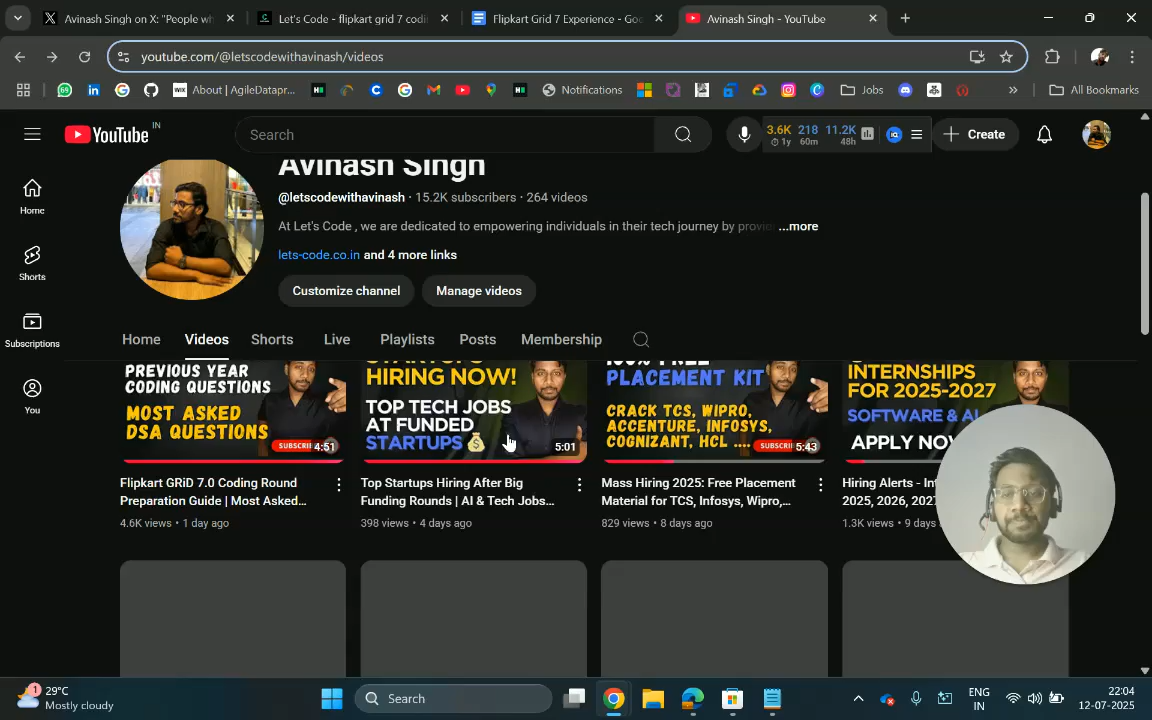 Avinash Singh on X: "People wh
Let's Code - flipkart grid 7 codi
Flipkart Grid 7 Experience - Goo
Avinash Singh - YouTube
youtube.com/@letscodewithavinash/videos
About | AgileDatapr...
Notifications
Jobs
All Bookmarks
YouTube IN
Search
3.6K 218 11.2K
1y 60m 48h
Create
Avinash Singh
@letscodewithavinash · 15.2K subscribers · 264 videos
At Let's Code , we are dedicated to empowering individuals in their tech journey by provi ...more
lets-code.co.in and 4 more links
Customize channel
Manage videos
Home
Shorts
Subscriptions
You
Home Videos Shorts Live Playlists Posts Membership
PREVIOUS YEAR
CODING QUESTIONS
MOST ASKED
DSA QUESTIONS
4:51
STARTUPS
HIRING NOW!
TOP TECH JOBS
AT FUNDED
STARTUPS
5:01
100% FREE
PLACEMENT KIT
CRACK TCS, WIPRO,
ACCENTURE, INFOSYS,
COGNIZANT, HCL ....
5:43
INTERNSHIPS
FOR 2025-2027
SOFTWARE & AI
APPLY NOW
Flipkart GRiD 7.0 Coding Round
Preparation Guide | Most Asked...
4.6K views · 1 day ago
Top Startups Hiring After Big
Funding Rounds | AI & Tech Jobs...
398 views · 4 days ago
Mass Hiring 2025: Free Placement
Material for TCS, Infosys, Wipro,...
829 views · 8 days ago
Hiring Alerts - Int
2025, 2026, 202
1.3K views · 9 days
29°C
Mostly cloudy
Search
ENG
IN
22:04
12-07-2025